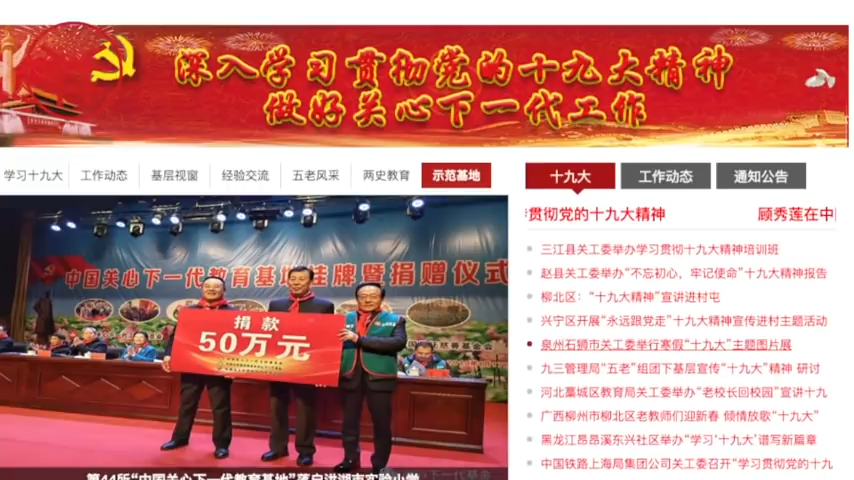 深入学习贯彻党的十九大精神
做好关心下一代工作
学习十九大
工作动态
基层视窗
经验交流
五老风采
两史教育
示范基地
中国关心下一代教育基地挂牌暨捐赠仪式
捐款
50万元
十九大
工作动态
通知公告
贯彻党的十九大精神
顾秀莲在中
三江县关工委举办学习贯彻十九大精神培训班
赵县关工委举办“不忘初心，牢记使命”十九大精神报告
柳北区：“十九大精神”宣讲进村屯
兴宁区开展“永远跟党走”十九大精神宣传进村主题活动
泉州石狮市关工委举行寒假“十九大”主题图片展
九三管理局“五老”组团下基层宣传“十九大”精神 研讨
河北藁城区教育局关工委举办“老校长回校园”宣讲十九
广西柳州市柳北区老教师们迎新春 倾情放歌“十九大”
黑龙江昂昂溪东兴社区举办“学习‘十九大’谱写新篇章
中国铁路上海局集团公司关工委召开“学习贯彻党的十九